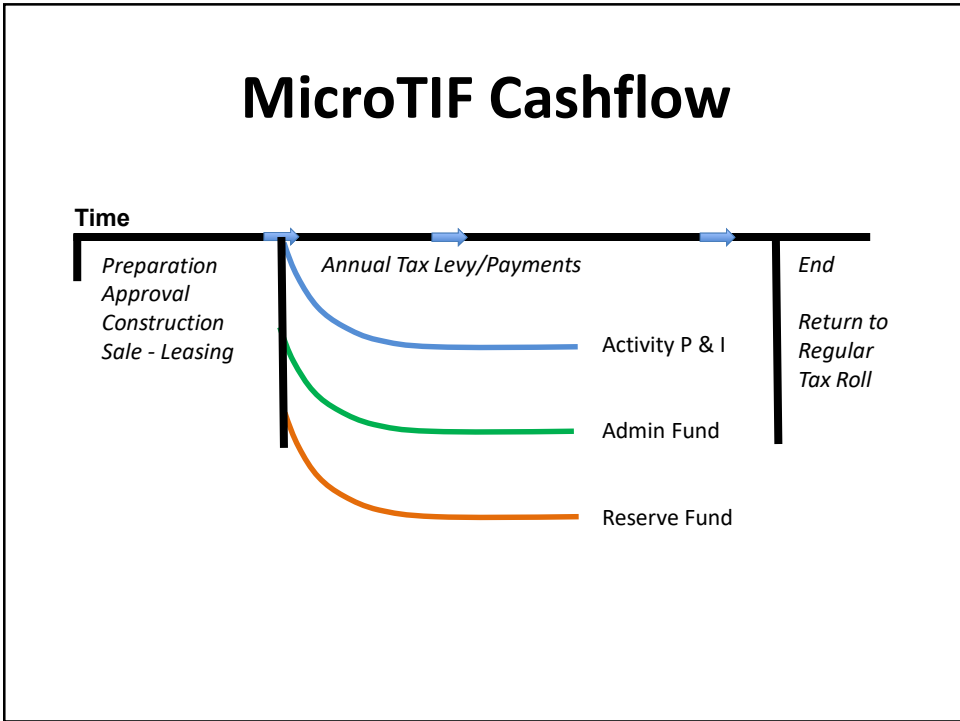 MicroTIF Cashflow
Time
Preparation
Approval
Construction
Sale - Leasing
Annual Tax Levy/Payments
End
Return to
Regular
Tax Roll
Activity P & I
Admin Fund
Reserve Fund